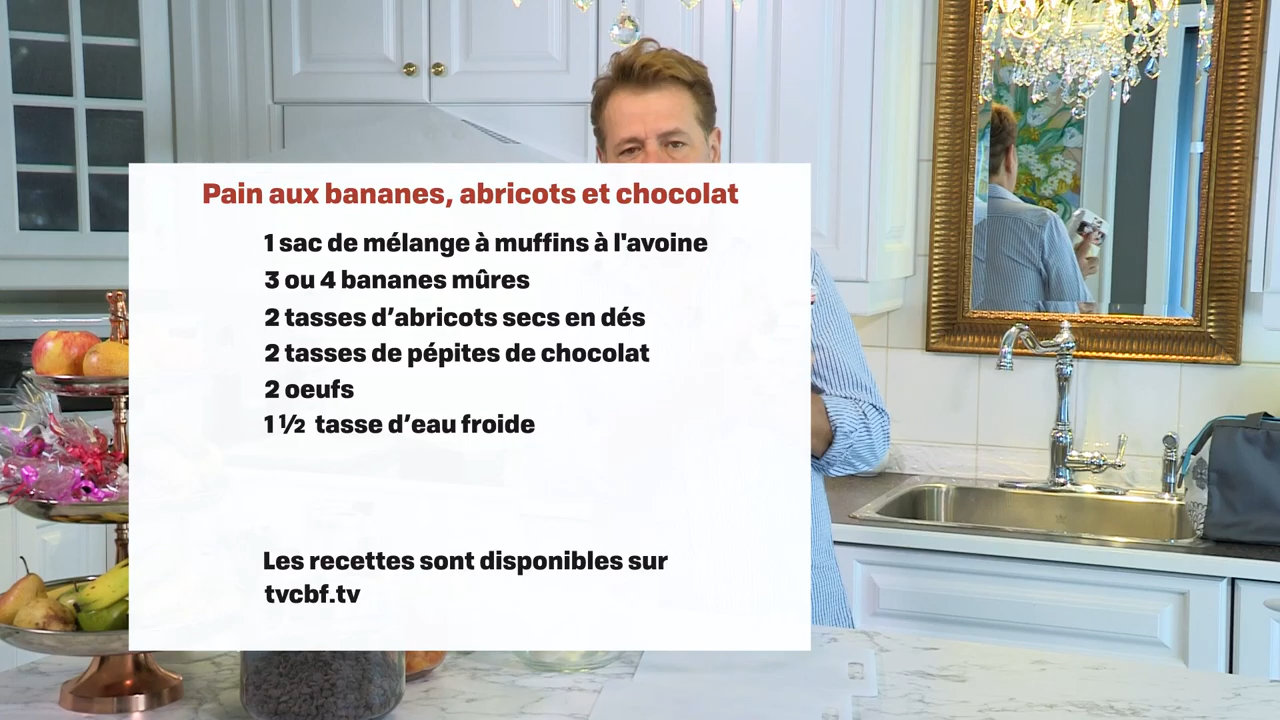 Pain aux bananes, abricots et chocolat
1 sac de mélange à muffins à l'avoine
3 ou 4 bananes mûres
2 tasses d’abricots secs en dés
2 tasses de pépites de chocolat
2 oeufs
1 ½ tasse d’eau froide
Les recettes sont disponibles sur
tvcbf.tv